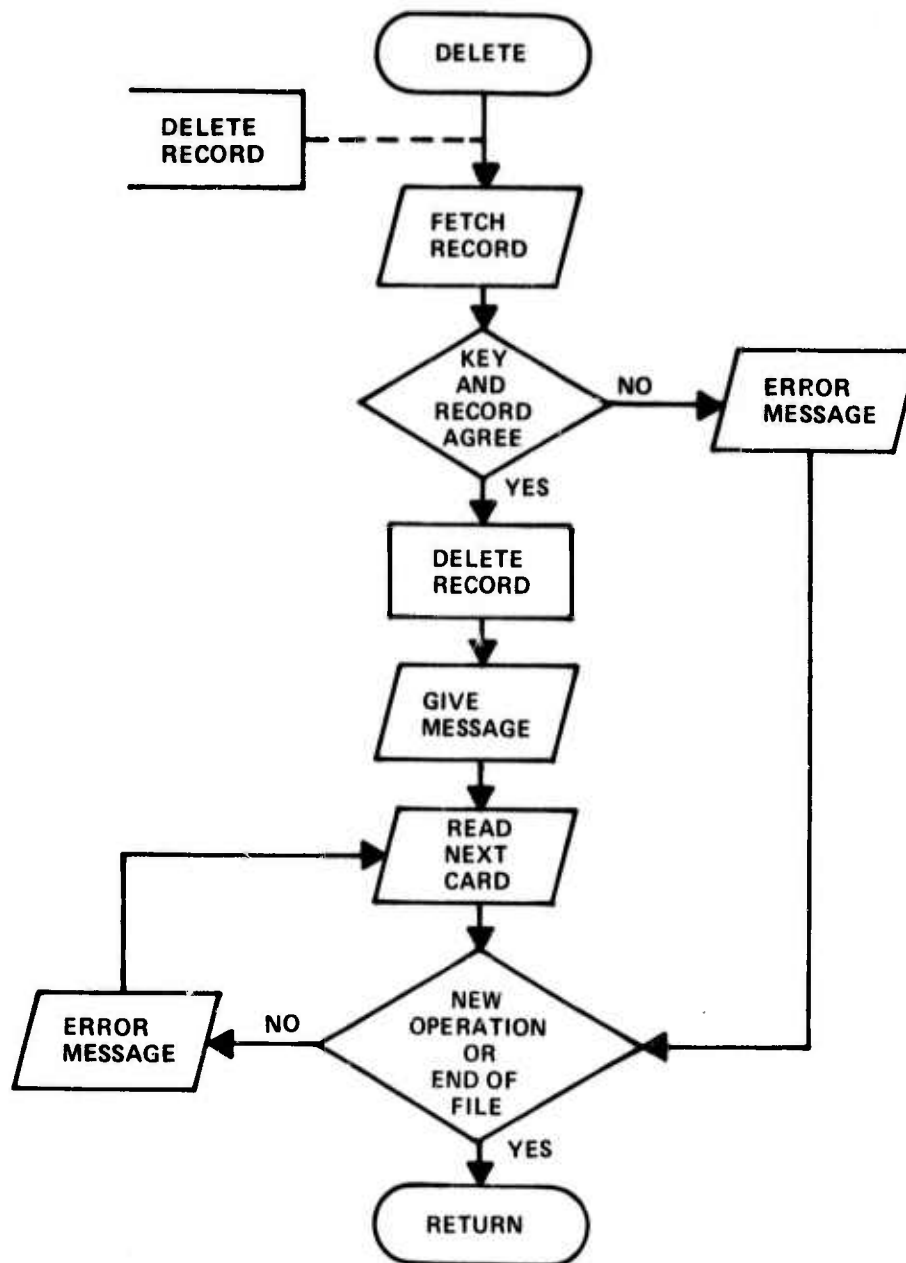 DELETE
DELETE
RECORD
FETCH
RECORD
KEY
AND
RECORD
AGREE
NO
ERROR
MESSAGE
YES
DELETE
RECORD
GIVE
MESSAGE
READ
NEXT
CARD
NEW
OPERATION
OR
END OF
FILE
NO
ERROR
MESSAGE
YES
RETURN